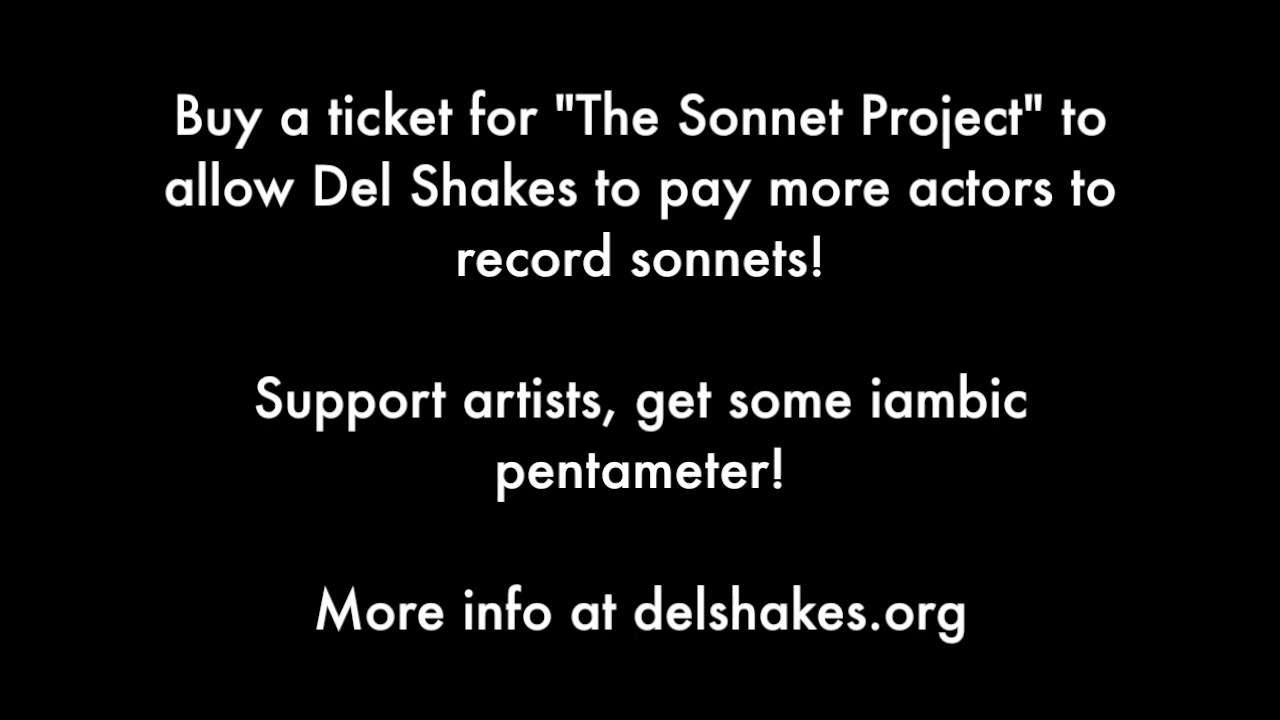 Buy a ticket for "The Sonnet Project" to
allow Del Shakes to pay more actors to
record sonnets!
Support artists, get some iambic
pentameter!
More info at delshakes.org